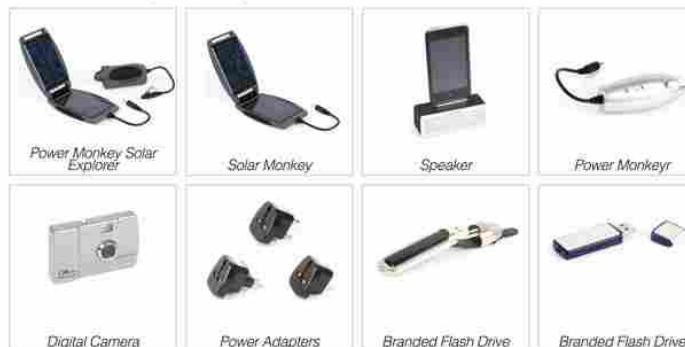 Power Monkey Solar
Explorer
Solar Monkey
Speaker
Power Monkeyr
Digital Camera
Power Adapters
Branded Flash Drive
Branded Flash Drive